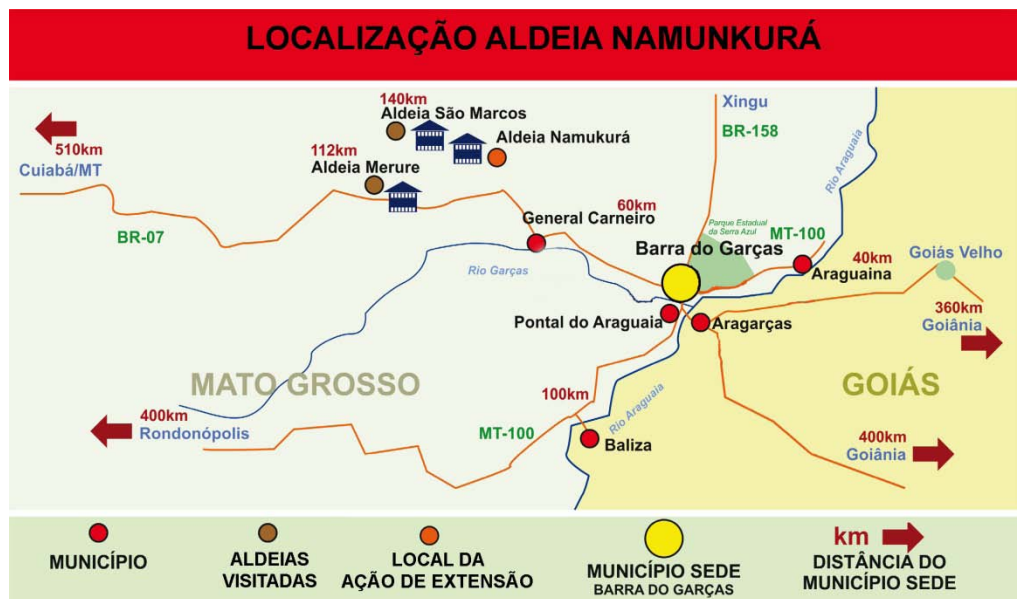 LOCALIZAÇÃO ALDEIA NAMUNKURÁ
140km
Aldeia São Marcos
Aldeia Namukurá
112km
Aldeia Merure
510km
Cuiabá/MT
BR-07
Xingu
BR-158
Rio Araguaia
60km
General Carneiro
Parque Estadual
da Serra Azul
MT-100
Barra do Garças
Rio Garças
40km
Araguaina
Goiás Velho
360km
Goiânia
Pontal do Araguaia
Aragarças
MATO GROSSO
GOIÁS
100km
Rio Araguaia
400km
Rondonópolis
MT-100
Baliza
400km
Goiânia
MUNICÍPIO
ALDEIAS
VISITADAS
LOCAL DA
AÇÃO DE EXTENSÃO
MUNICÍPIO SEDE
BARRA DO GARÇAS
km
DISTÂNCIA DO
MUNICÍPIO SEDE